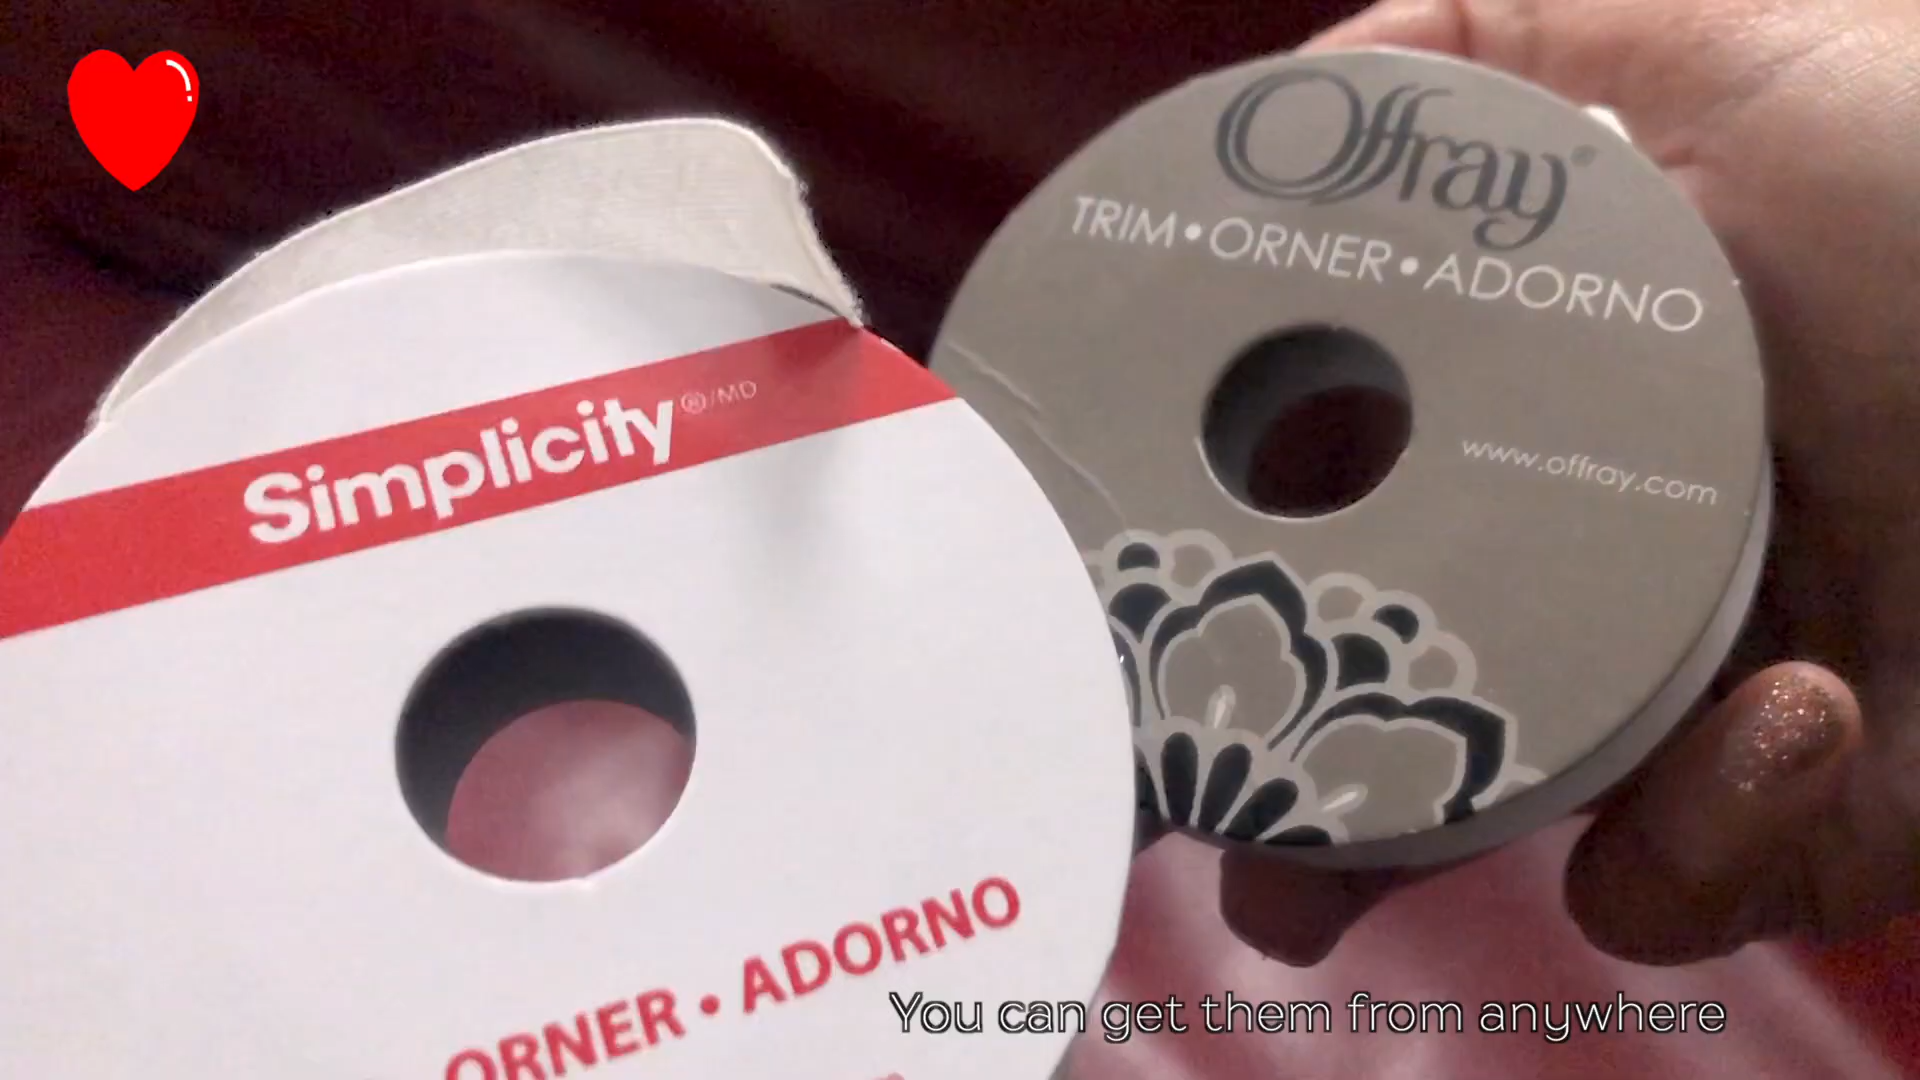 Offray®
TRIM • ORNER • ADORNO
www.offray.com
Simplicity®/MD
ORNER • ADORNO
You can get them from anywhere